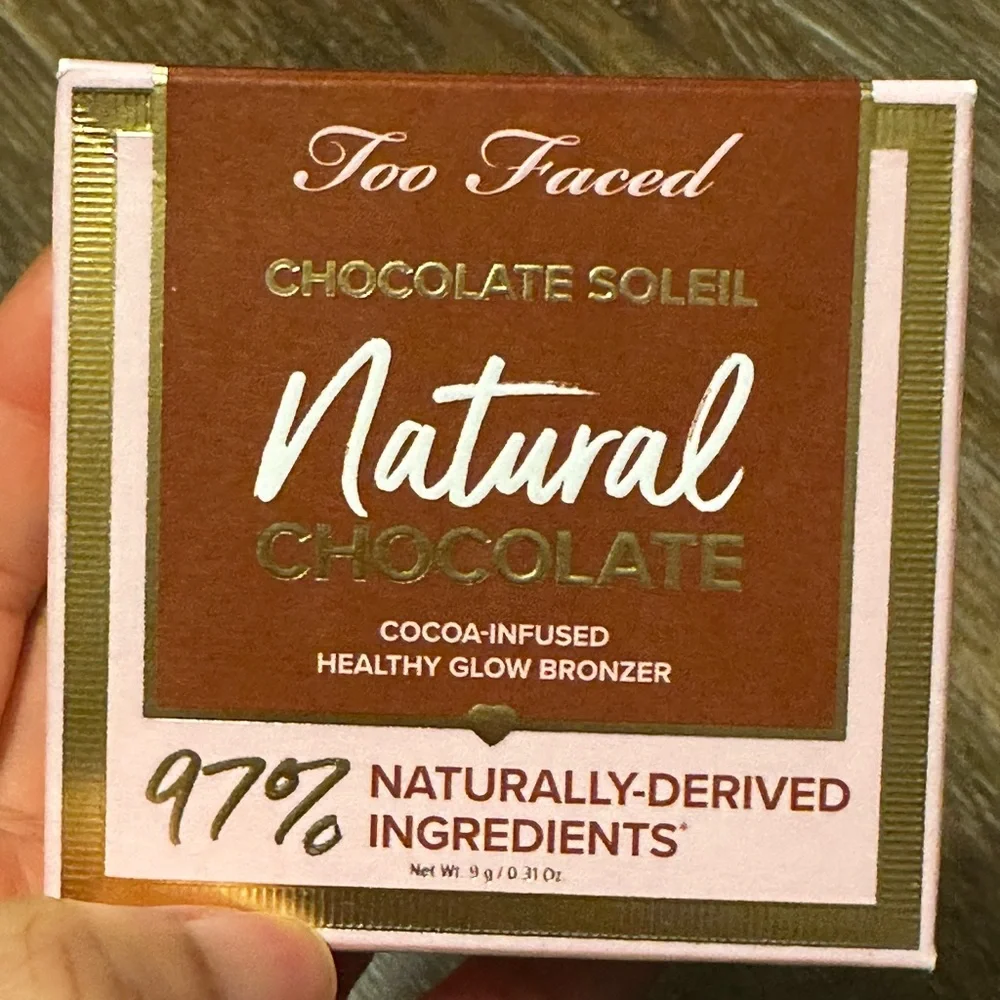 Too Faced
CHOCOLATE SOLEIL
Natural
CHOCOLATE
COCOA-INFUSED
HEALTHY GLOW BRONZER
97% NATURALLY-DERIVED
INGREDIENTS*
Net Wt. 9 g / 0.31 Oz.